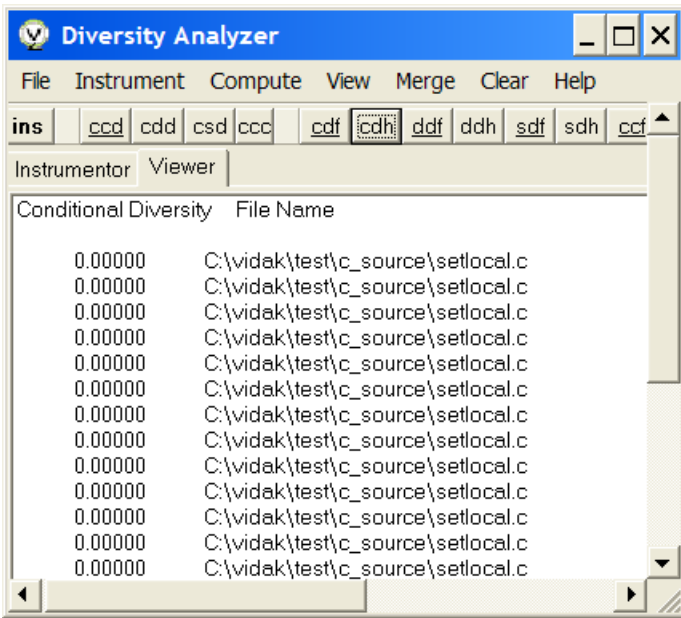 Diversity Analyzer
File Instrument Compute View Merge Clear Help
ins ccd cdd csd ccc cdf cdh ddf ddh sdf sdh ccf
Instrumentor Viewer
Conditional Diversity File Name
0.00000 C:\vidak\test\c_source\setlocal.c
0.00000 C:\vidak\test\c_source\setlocal.c
0.00000 C:\vidak\test\c_source\setlocal.c
0.00000 C:\vidak\test\c_source\setlocal.c
0.00000 C:\vidak\test\c_source\setlocal.c
0.00000 C:\vidak\test\c_source\setlocal.c
0.00000 C:\vidak\test\c_source\setlocal.c
0.00000 C:\vidak\test\c_source\setlocal.c
0.00000 C:\vidak\test\c_source\setlocal.c
0.00000 C:\vidak\test\c_source\setlocal.c
0.00000 C:\vidak\test\c_source\setlocal.c
0.00000 C:\vidak\test\c_source\setlocal.c
0.00000 C:\vidak\test\c_source\setlocal.c